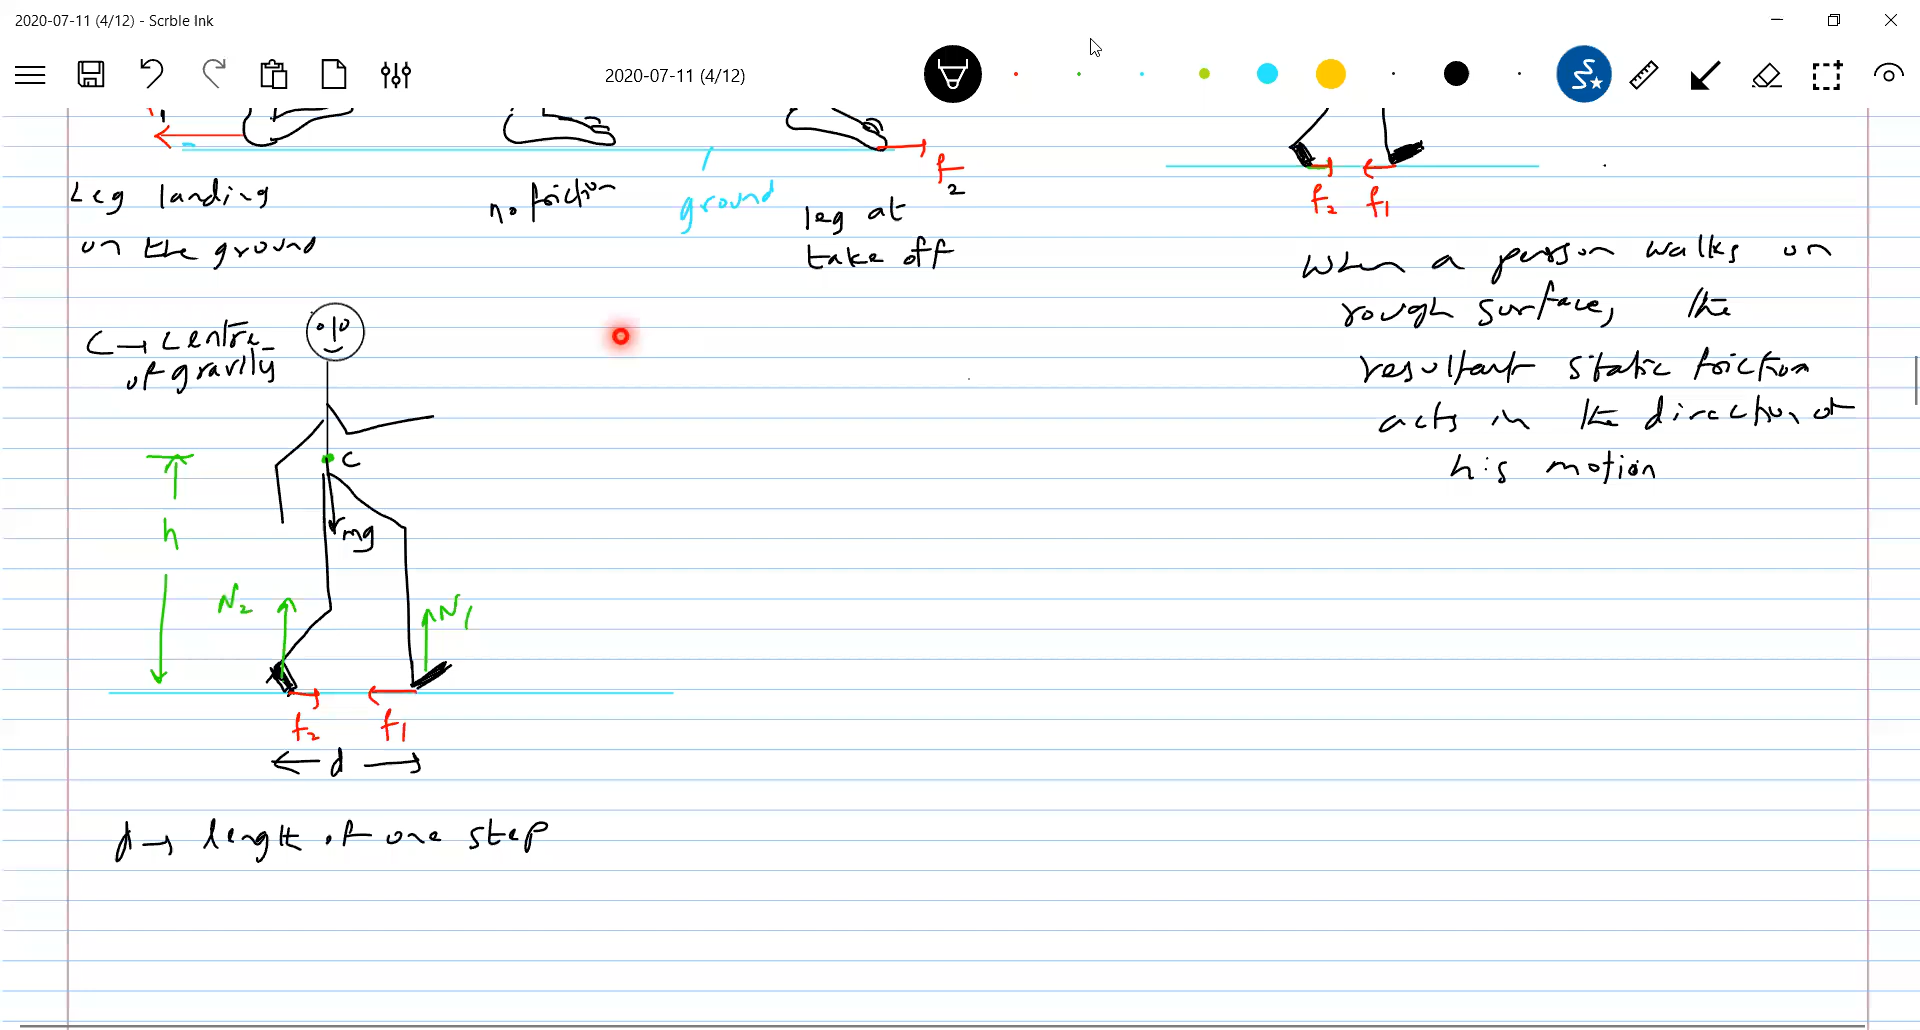 2020-07-11 (4/12) - Scrble Ink
2020-07-11 (4/12)
f2
f2 f1
Leg landing
on the ground
no friction
ground
leg at
take off
When a person walks on
rough surface, the
resultant static friction
acts in the direction of
his motion
C → centre
of gravity
C
h
mg
N2
N1
f2 f1
d
d → length of one step